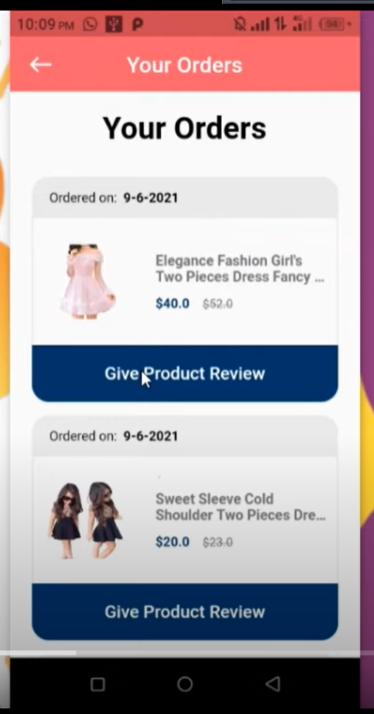 10:09 PM
Your Orders
Your Orders
Ordered on: 9-6-2021
Elegance Fashion Girl's
Two Pieces Dress Fancy ...
$40.0 $52.0
Give Product Review
Ordered on: 9-6-2021
Sweet Sleeve Cold
Shoulder Two Pieces Dre...
$20.0 $23.0
Give Product Review